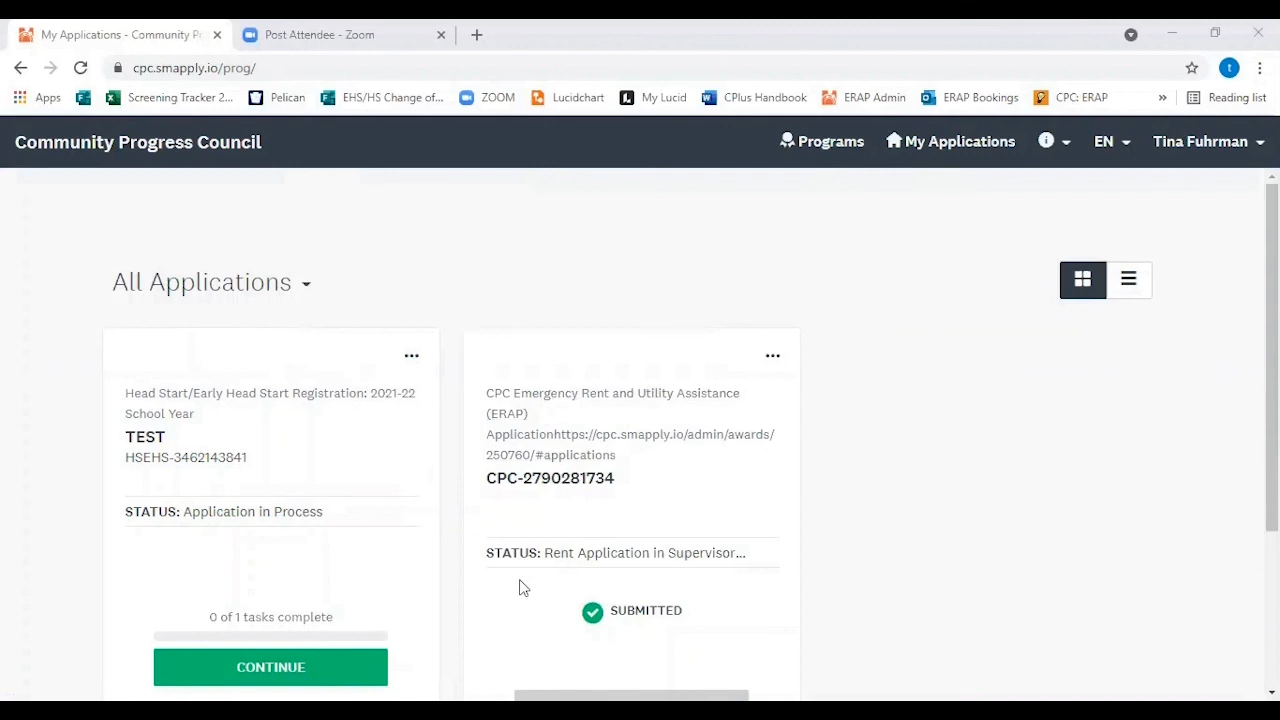 My Applications - Community Pr
Post Attendee - Zoom
cpc.smapply.io/prog/
t
Apps
Screening Tracker 2...
Pelican
EHS/HS Change of...
ZOOM
Lucidchart
My Lucid
CPlus Handbook
ERAP Admin
ERAP Bookings
CPC: ERAP
»
Reading list
Community Progress Council
Programs
My Applications
EN
Tina Fuhrman
All Applications
...
Head Start/Early Head Start Registration: 2021-22
School Year
TEST
HSEHS-3462143841
STATUS: Application in Process
0 of 1 tasks complete
CONTINUE
...
CPC Emergency Rent and Utility Assistance
(ERAP)
Applicationhttps://cpc.smapply.io/admin/awards/
250760/#applications
CPC-2790281734
STATUS: Rent Application in Supervisor...
SUBMITTED